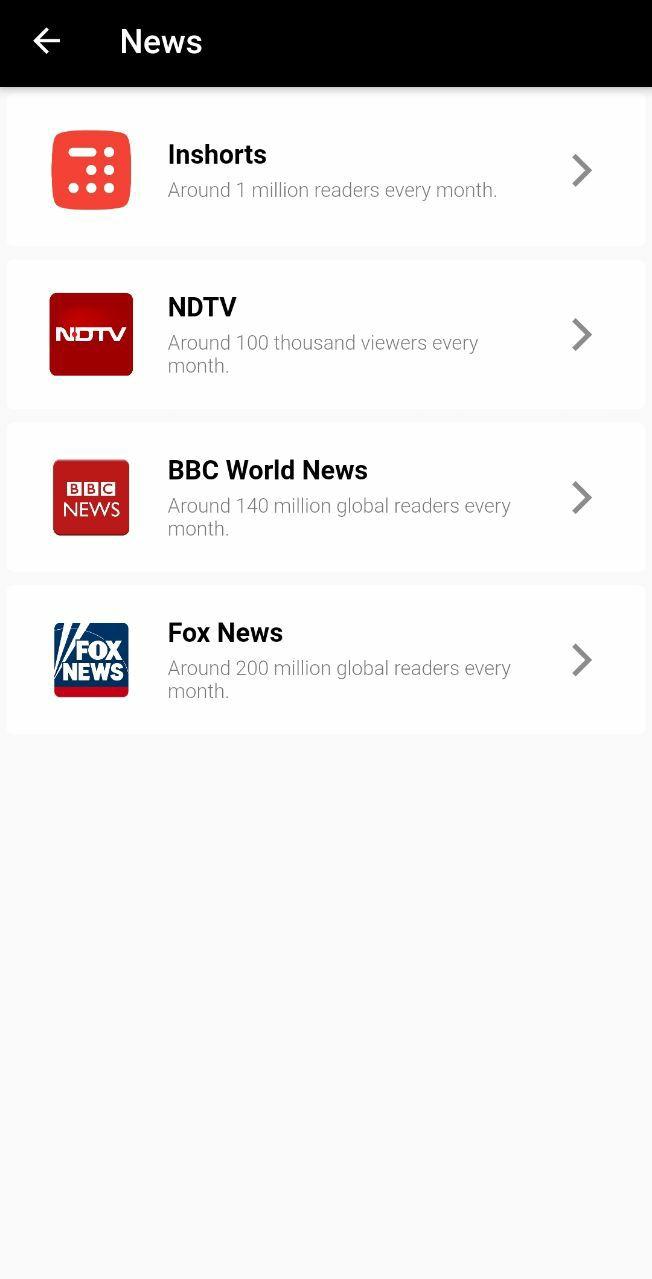 News
Inshorts
Around 1 million readers every month.
NDTV
NDTV
Around 100 thousand viewers every
month.
BBC
NEWS
BBC World News
Around 140 million global readers every
month.
FOX
NEWS
Fox News
Around 200 million global readers every
month.